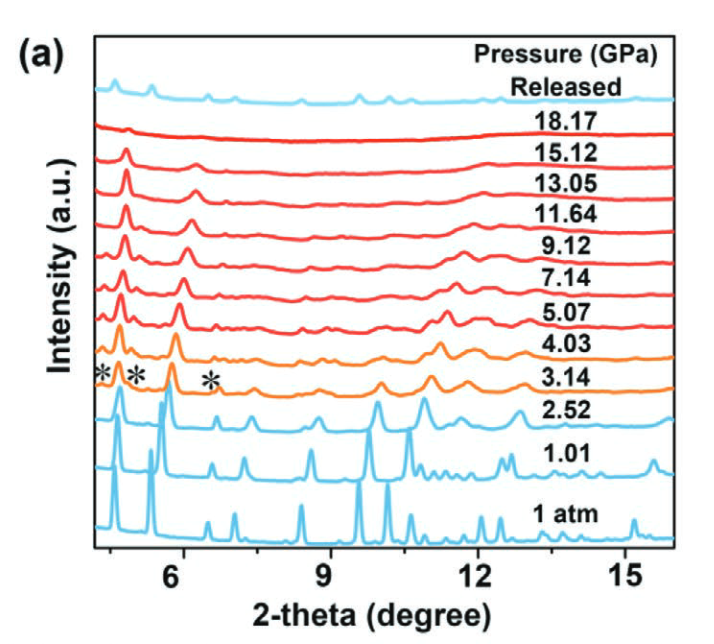 (a)
Pressure (GPa)
Released
18.17
15.12
13.05
11.64
9.12
7.14
5.07
4.03
3.14
* * *
2.52
1.01
1 atm
Intensity (a.u.)
6 9 12 15
2-theta (degree)